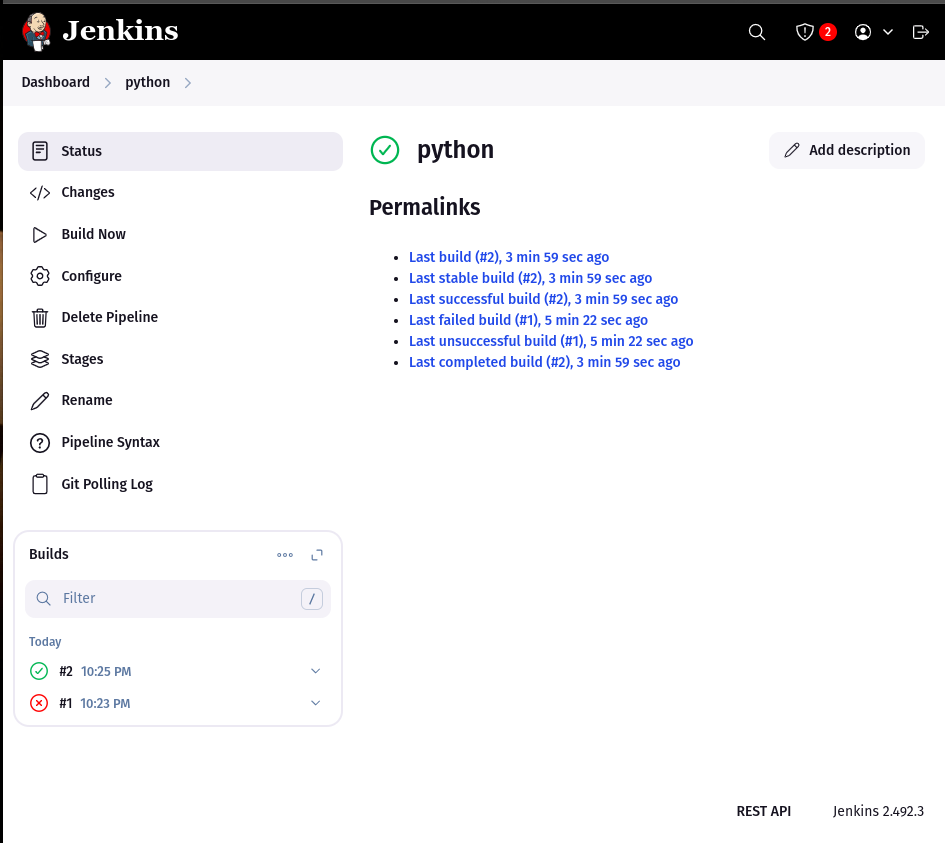 Jenkins
2
Dashboard
python
Status
Changes
Build Now
Configure
Delete Pipeline
Stages
Rename
Pipeline Syntax
Git Polling Log
Builds
Filter
/
Today
#2 10:25 PM
#1 10:23 PM
python
Add description
Permalinks
Last build (#2), 3 min 59 sec ago
Last stable build (#2), 3 min 59 sec ago
Last successful build (#2), 3 min 59 sec ago
Last failed build (#1), 5 min 22 sec ago
Last unsuccessful build (#1), 5 min 22 sec ago
Last completed build (#2), 3 min 59 sec ago
REST API
Jenkins 2.492.3